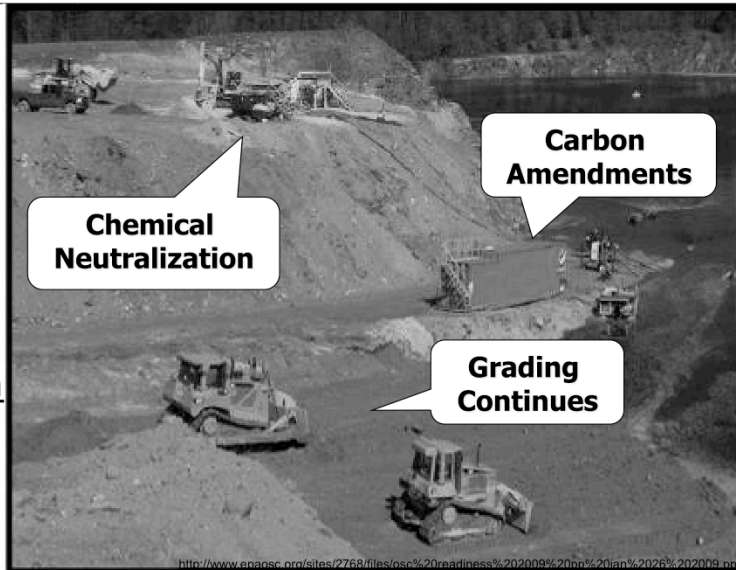 Carbon
Amendments
Chemical
Neutralization
Grading
Continues
http://www.epaosc.org/sites/2768/files/osc%20readiness%202009%20pp%20jan%2026%202009.pp